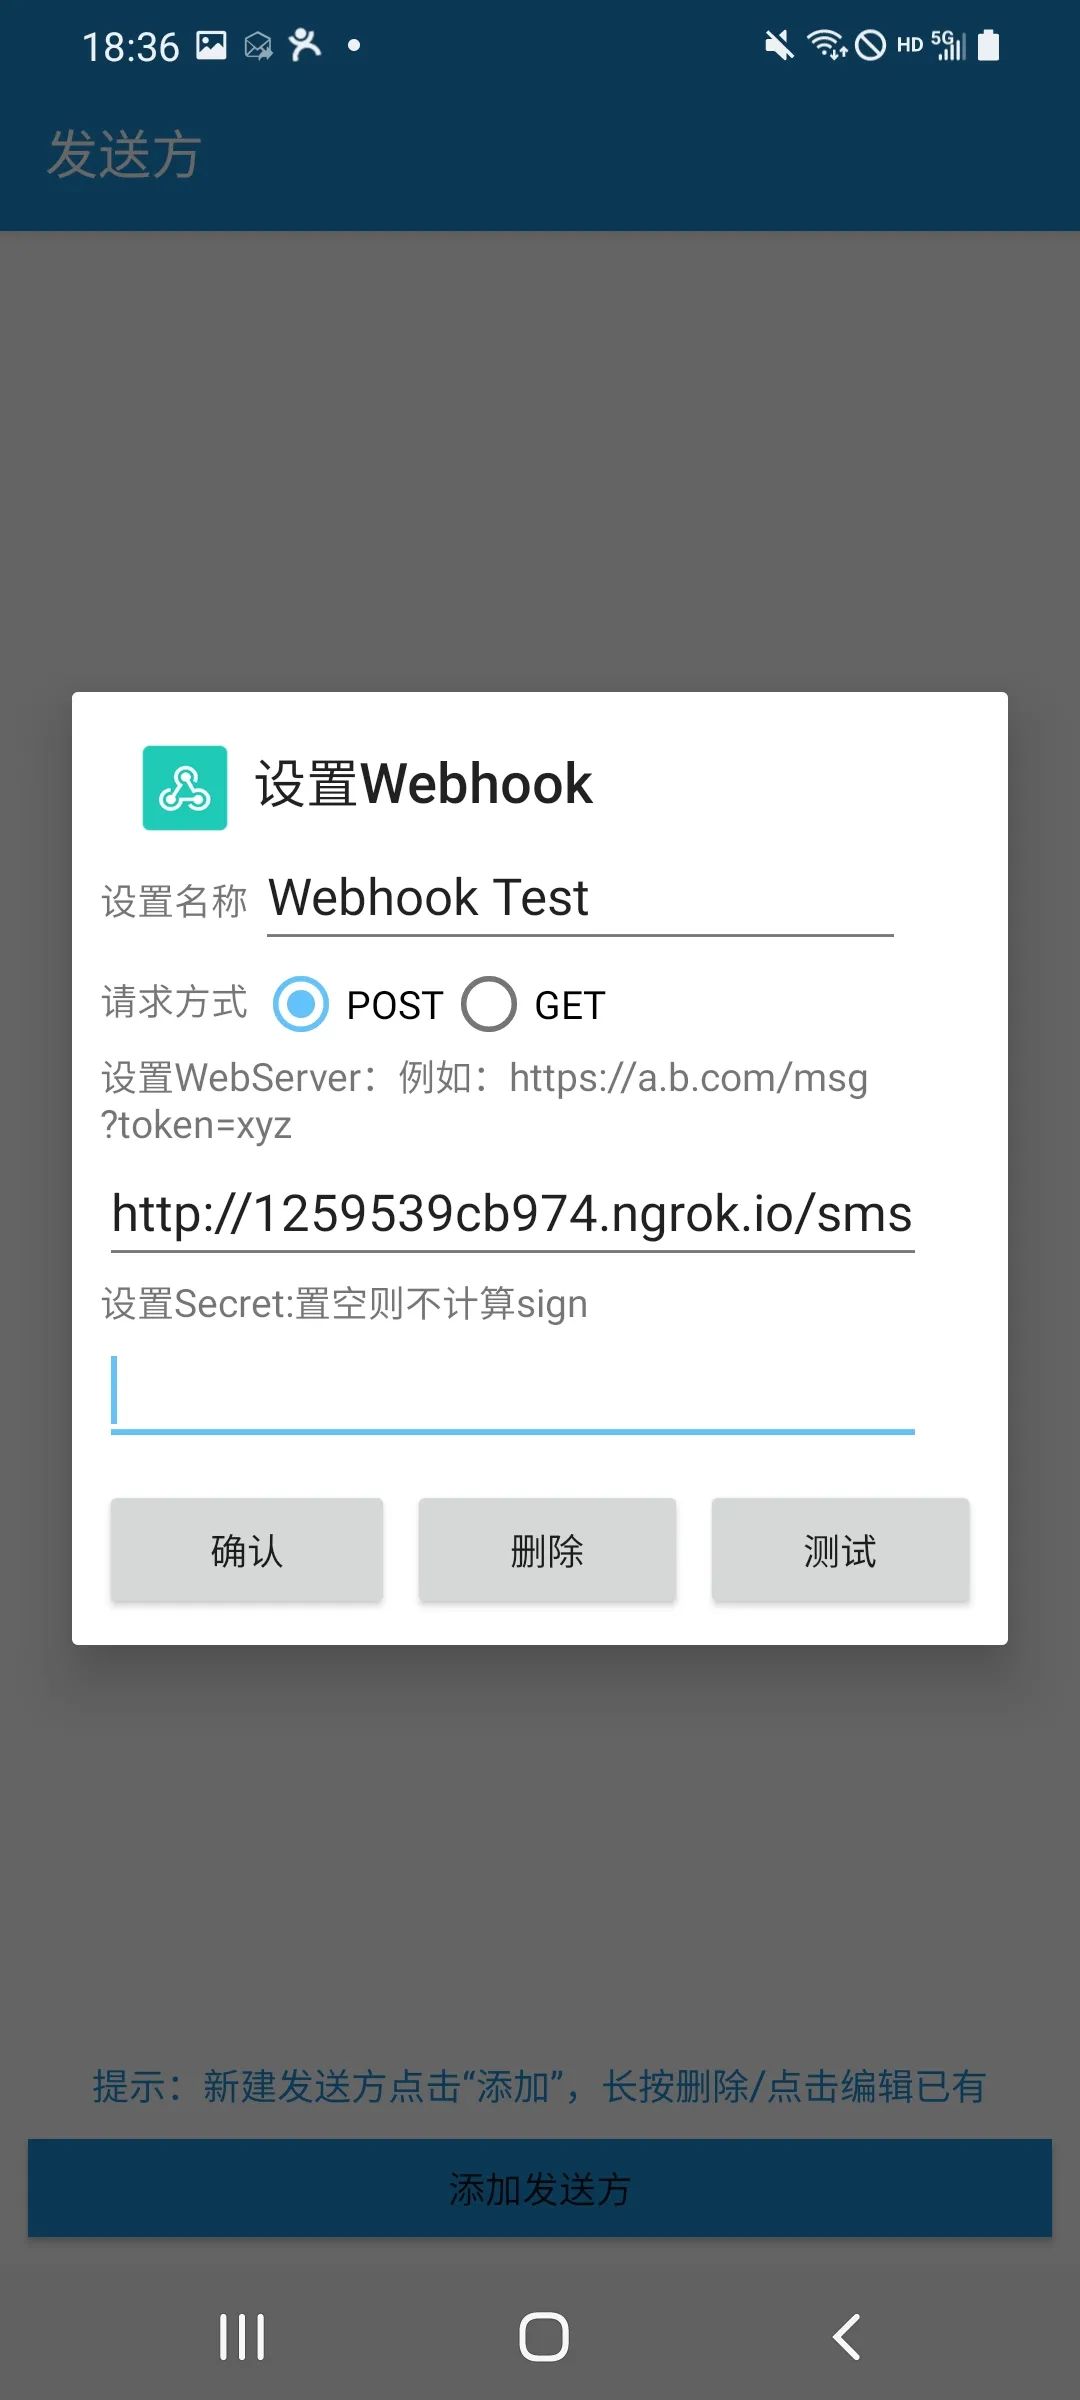 18:36
HD 5G
发送方
设置Webhook
设置名称 Webhook Test
请求方式 POST GET
设置WebServer：例如：https://a.b.com/msg
?token=xyz
http://1259539cb974.ngrok.io/sms
设置Secret:置空则不计算sign
确认 删除 测试
提示：新建发送方点击“添加”，长按删除/点击编辑已有
添加发送方